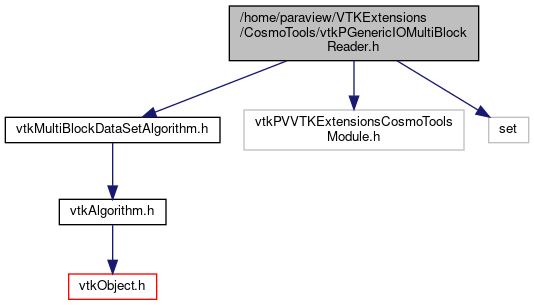 /home/paraview/VTKExtensions
/CosmoTools/vtkPGenericIOMultiBlock
Reader.h
vtkMultiBlockDataSetAlgorithm.h
vtkPVVTKExtensionsCosmoTools
Module.h
set
vtkAlgorithm.h
vtkObject.h